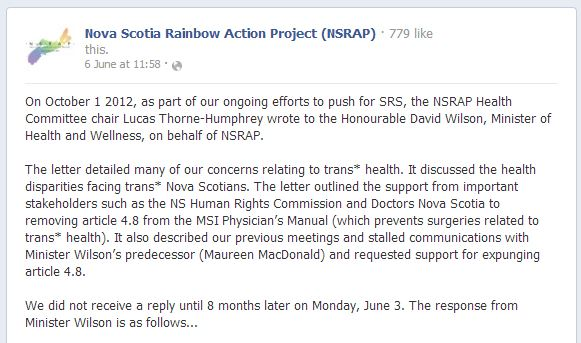 Nova Scotia Rainbow Action Project (NSRAP) · 779 like
this.
6 June at 11:58 ·
On October 1 2012, as part of our ongoing efforts to push for SRS, the NSRAP Health
Committee chair Lucas Thorne-Humphrey wrote to the Honourable David Wilson, Minister of
Health and Wellness, on behalf of NSRAP.
The letter detailed many of our concerns relating to trans* health. It discussed the health
disparities facing trans* Nova Scotians. The letter outlined the support from important
stakeholders such as the NS Human Rights Commission and Doctors Nova Scotia to
removing article 4.8 from the MSI Physician's Manual (which prevents surgeries related to
trans* health). It also described our previous meetings and stalled communications with
Minister Wilson's predecessor (Maureen MacDonald) and requested support for expunging
article 4.8.
We did not receive a reply until 8 months later on Monday, June 3. The response from
Minister Wilson is as follows...